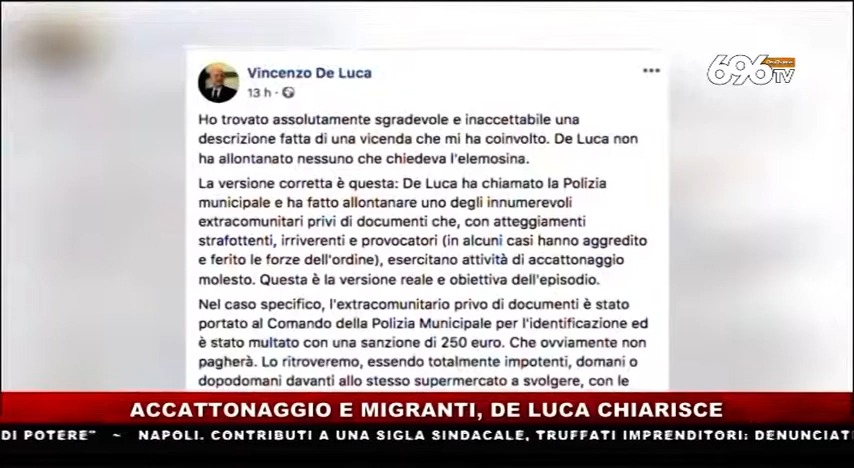 Vincenzo De Luca
13 h ·
696 TV
Ho trovato assolutamente sgradevole e inaccettabile una
descrizione fatta di una vicenda che mi ha coinvolto. De Luca non
ha allontanato nessuno che chiedeva l'elemosina.
La versione corretta è questa: De Luca ha chiamato la Polizia
municipale e ha fatto allontanare uno degli innumerevoli
extracomunitari privi di documenti che, con atteggiamenti
strafottenti, irriverenti e provocatori (in alcuni casi hanno aggredito
e ferito le forze dell'ordine), esercitano attività di accattonaggio
molesto. Questa è la versione reale e obiettiva dell'episodio.
Nel caso specifico, l'extracomunitario privo di documenti è stato
portato al Comando della Polizia Municipale per l'identificazione ed
è stato multato con una sanzione di 250 euro. Che ovviamente non
pagherà. Lo ritroveremo, essendo totalmente impotenti, domani o
dopodomani davanti allo stesso supermercato a svolgere, con le
ACCATTONAGGIO E MIGRANTI, DE LUCA CHIARISCE
DI POTERE" ~ NAPOLI. CONTRIBUTI A UNA SIGLA SINDACALE, TRUFFATI IMPRENDITORI: DENUNCIAT